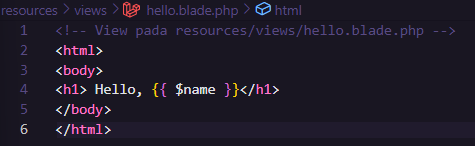 resources > views > hello.blade.php > html
1 <!-- View pada resources/views/hello.blade.php -->
2 <html>
3 <body>
4 <h1> Hello, {{ $name }}</h1>
5 </body>
6 </html>